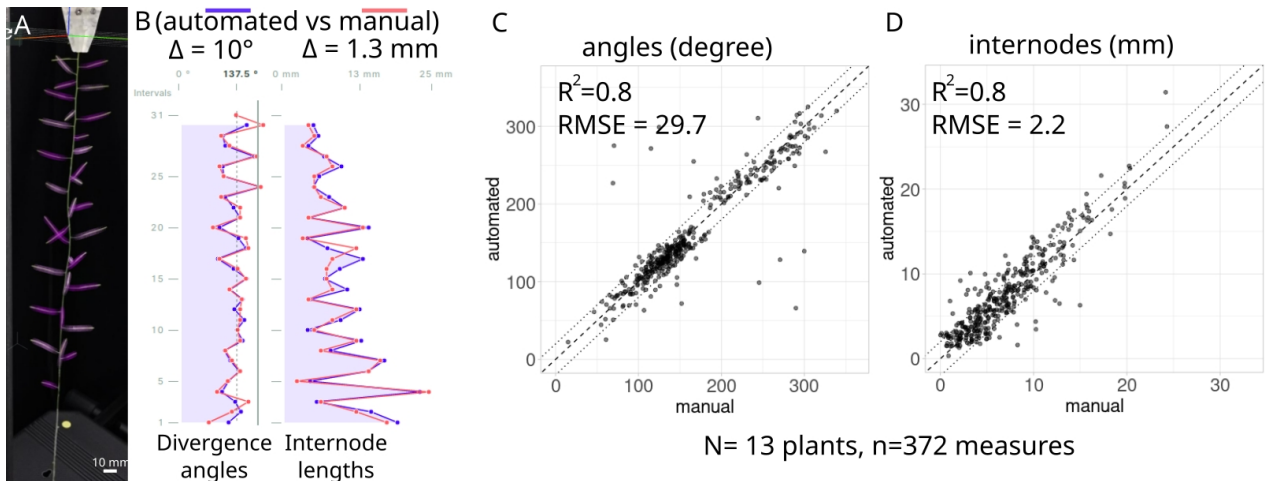 A
10 mm
B (automated vs manual)
Δ = 10° Δ = 1.3 mm
0 ° 137.5 ° 0 mm 13 mm 25 mm
Intervals
31
25
20
15
10
5
1
Divergence angles
Internode lengths
C
angles (degree)
R²=0.8
RMSE = 29.7
300
200
100
0
automated
0 100 200 300
manual
D
internodes (mm)
R²=0.8
RMSE = 2.2
30
20
10
0
automated
0 10 20 30
manual
N= 13 plants, n=372 measures